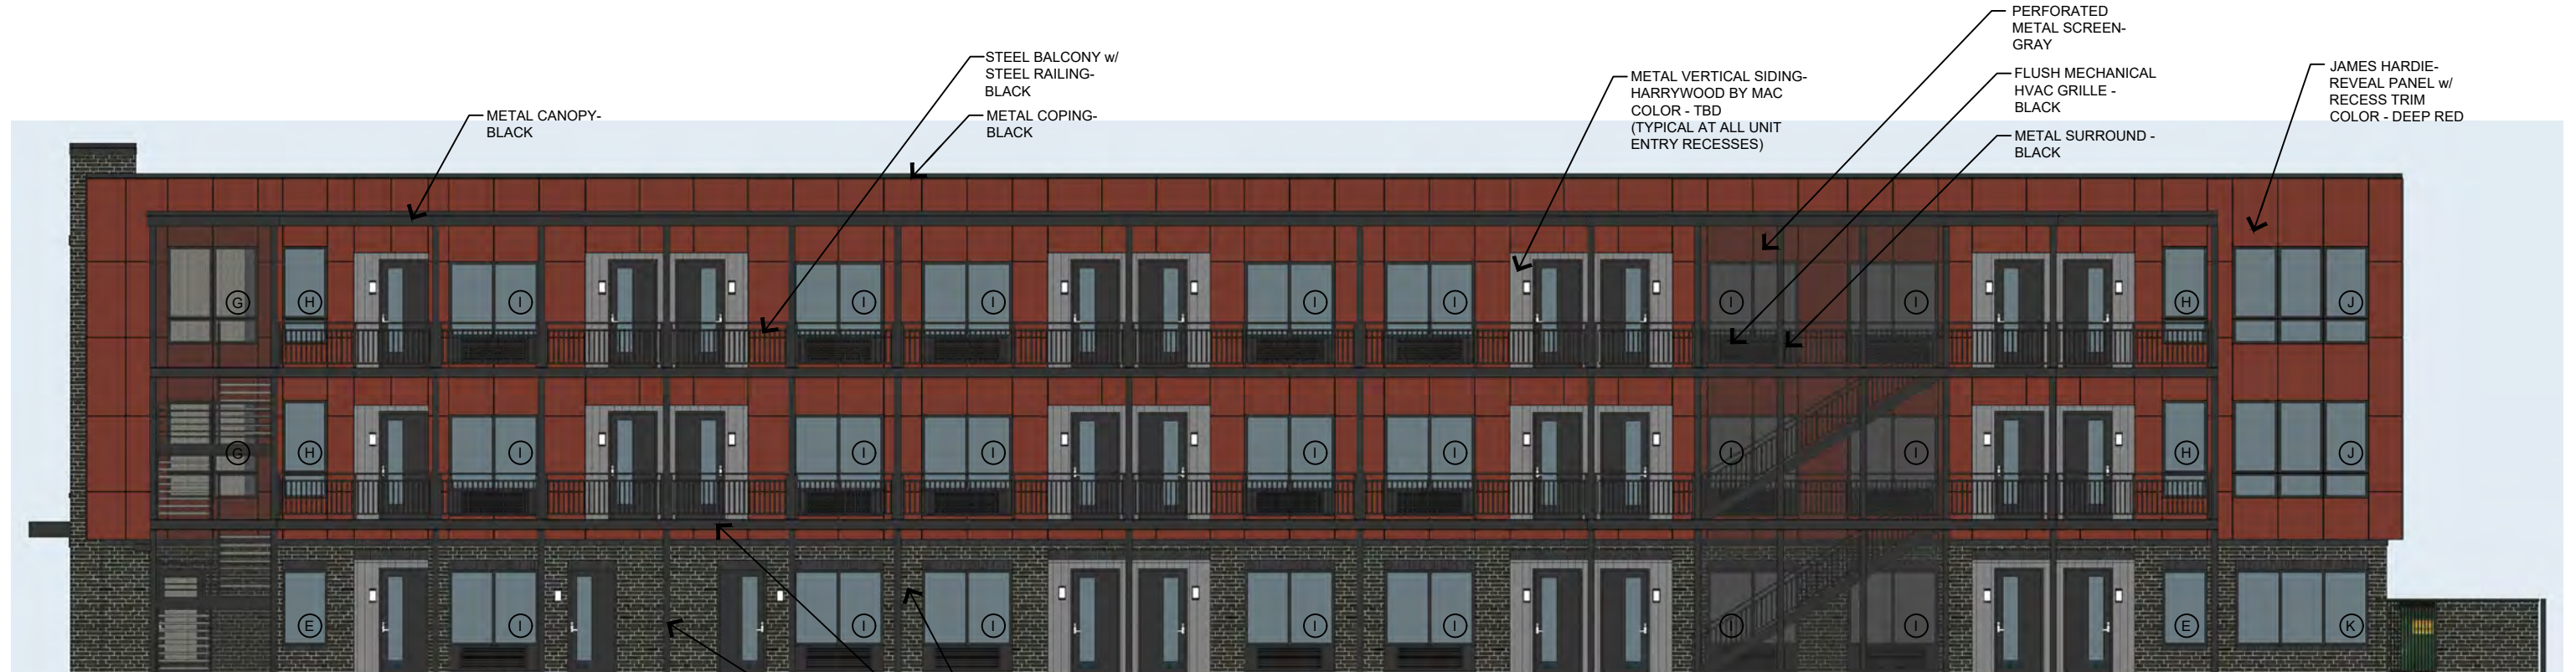 PERFORATED
METAL SCREEN-
GRAY
STEEL BALCONY w/
STEEL RAILING-
BLACK
METAL VERTICAL SIDING-
HARRYWOOD BY MAC
COLOR - TBD
(TYPICAL AT ALL UNIT
ENTRY RECESSES)
FLUSH MECHANICAL
HVAC GRILLE -
BLACK
JAMES HARDIE-
REVEAL PANEL w/
RECESS TRIM
COLOR - DEEP RED
METAL CANOPY-
BLACK
METAL COPING-
BLACK
METAL SURROUND -
BLACK
G H I I I I I I I H J
G H I I I I I I I H J
E I I I I I I I E K